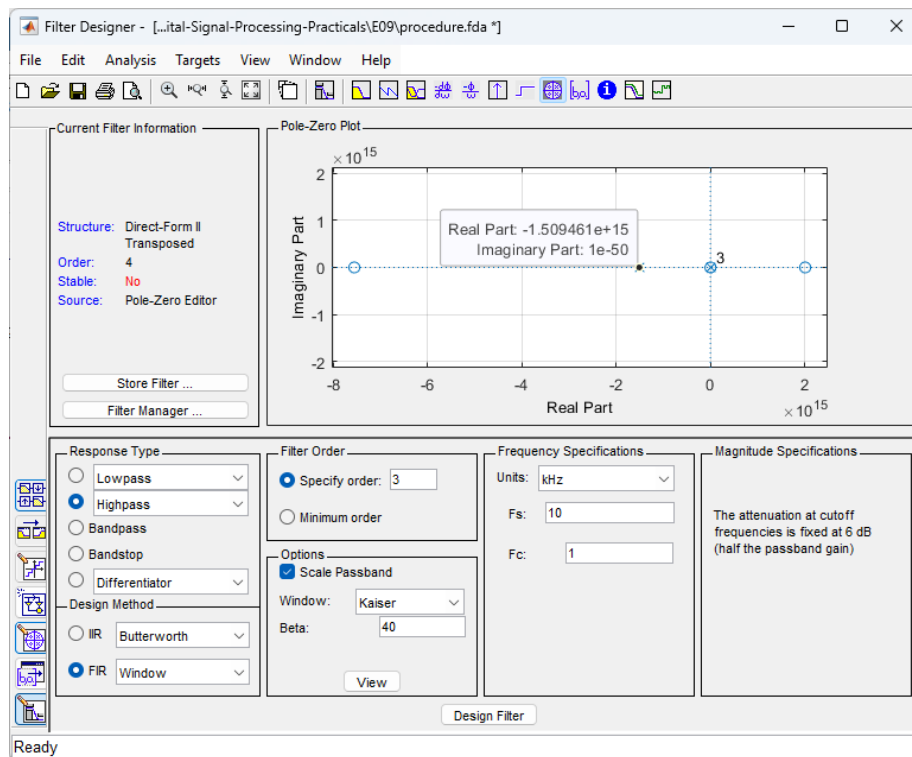 Filter Designer - [...ital-Signal-Processing-Practicals\E09\procedure.fda *]
File Edit Analysis Targets View Window Help
Current Filter Information
Structure: Direct-Form II
Transposed
Order: 4
Stable: No
Source: Pole-Zero Editor
Store Filter ...
Filter Manager ...
Pole-Zero Plot
×10^15
2
1
0
-1
-2
Imaginary Part
Real Part: -1.509461e+15
Imaginary Part: 1e-50
3
-8 -6 -4 -2 0 2
Real Part
×10^15
Response Type
Lowpass
Highpass
Bandpass
Bandstop
Differentiator
Design Method
IIR Butterworth
FIR Window
Filter Order
Specify order: 3
Minimum order
Options
Scale Passband
Window: Kaiser
Beta: 40
View
Frequency Specifications
Units: kHz
Fs: 10
Fc: 1
Magnitude Specifications
The attenuation at cutoff
frequencies is fixed at 6 dB
(half the passband gain)
Design Filter
Ready